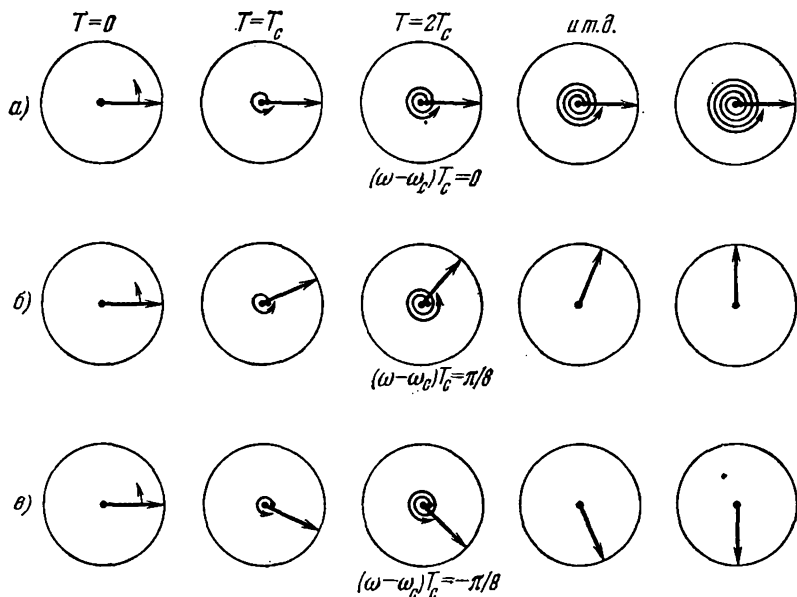 T=0 T=T_c T=2T_c и т.д.
а)
(ω-ω_c)T_c=0
б)
(ω-ω_c)T_c=π/8
в)
(ω-ω_c)T_c=-π/8